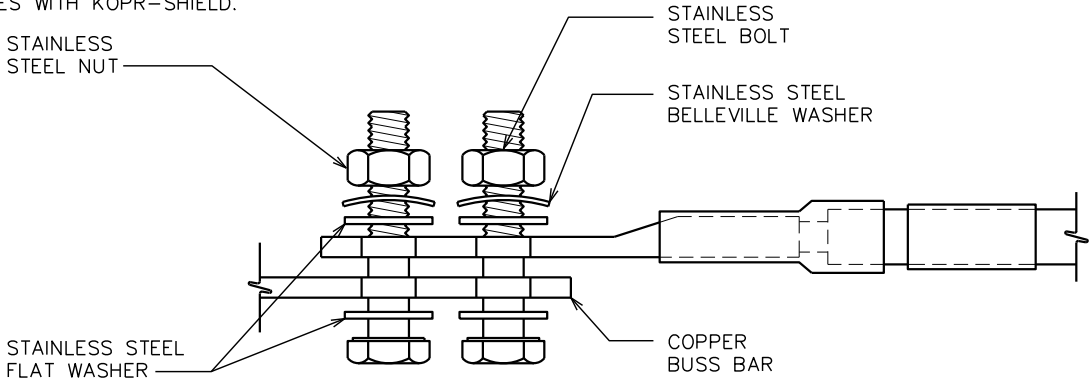 ES WITH KOPR-SHIELD.
STAINLESS
STEEL NUT
STAINLESS
STEEL BOLT
STAINLESS STEEL
BELLEVILLE WASHER
STAINLESS STEEL
FLAT WASHER
COPPER
BUSS BAR